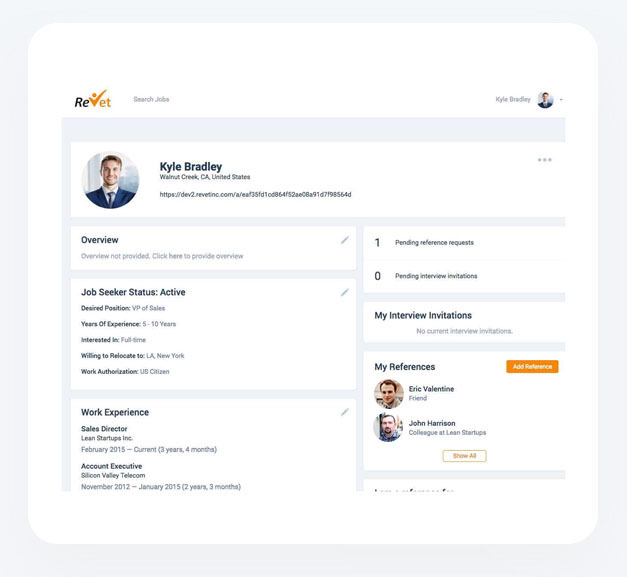 ReVet
Search Jobs
Kyle Bradley
Kyle Bradley
Walnut Creek, CA, United States
https://dev2.revetinc.com/a/eaf35fd1cd864f52ae08a91d7f98564d
Overview
Overview not provided. Click here to provide overview
Job Seeker Status: Active
Desired Position: VP of Sales
Years Of Experience: 5 - 10 Years
Interested In: Full-time
Willing to Relocate to: LA, New York
Work Authorization: US Citizen
Work Experience
Sales Director
Lean Startups Inc.
February 2015 — Current (3 years, 4 months)
Account Executive
Silicon Valley Telecom
November 2012 — January 2015 (2 years, 3 months)
1 Pending reference requests
0 Pending interview invitations
My Interview Invitations
No current interview invitations.
My References
Add Reference
Eric Valentine
Friend
John Harrison
Colleague at Lean Startups
Show All